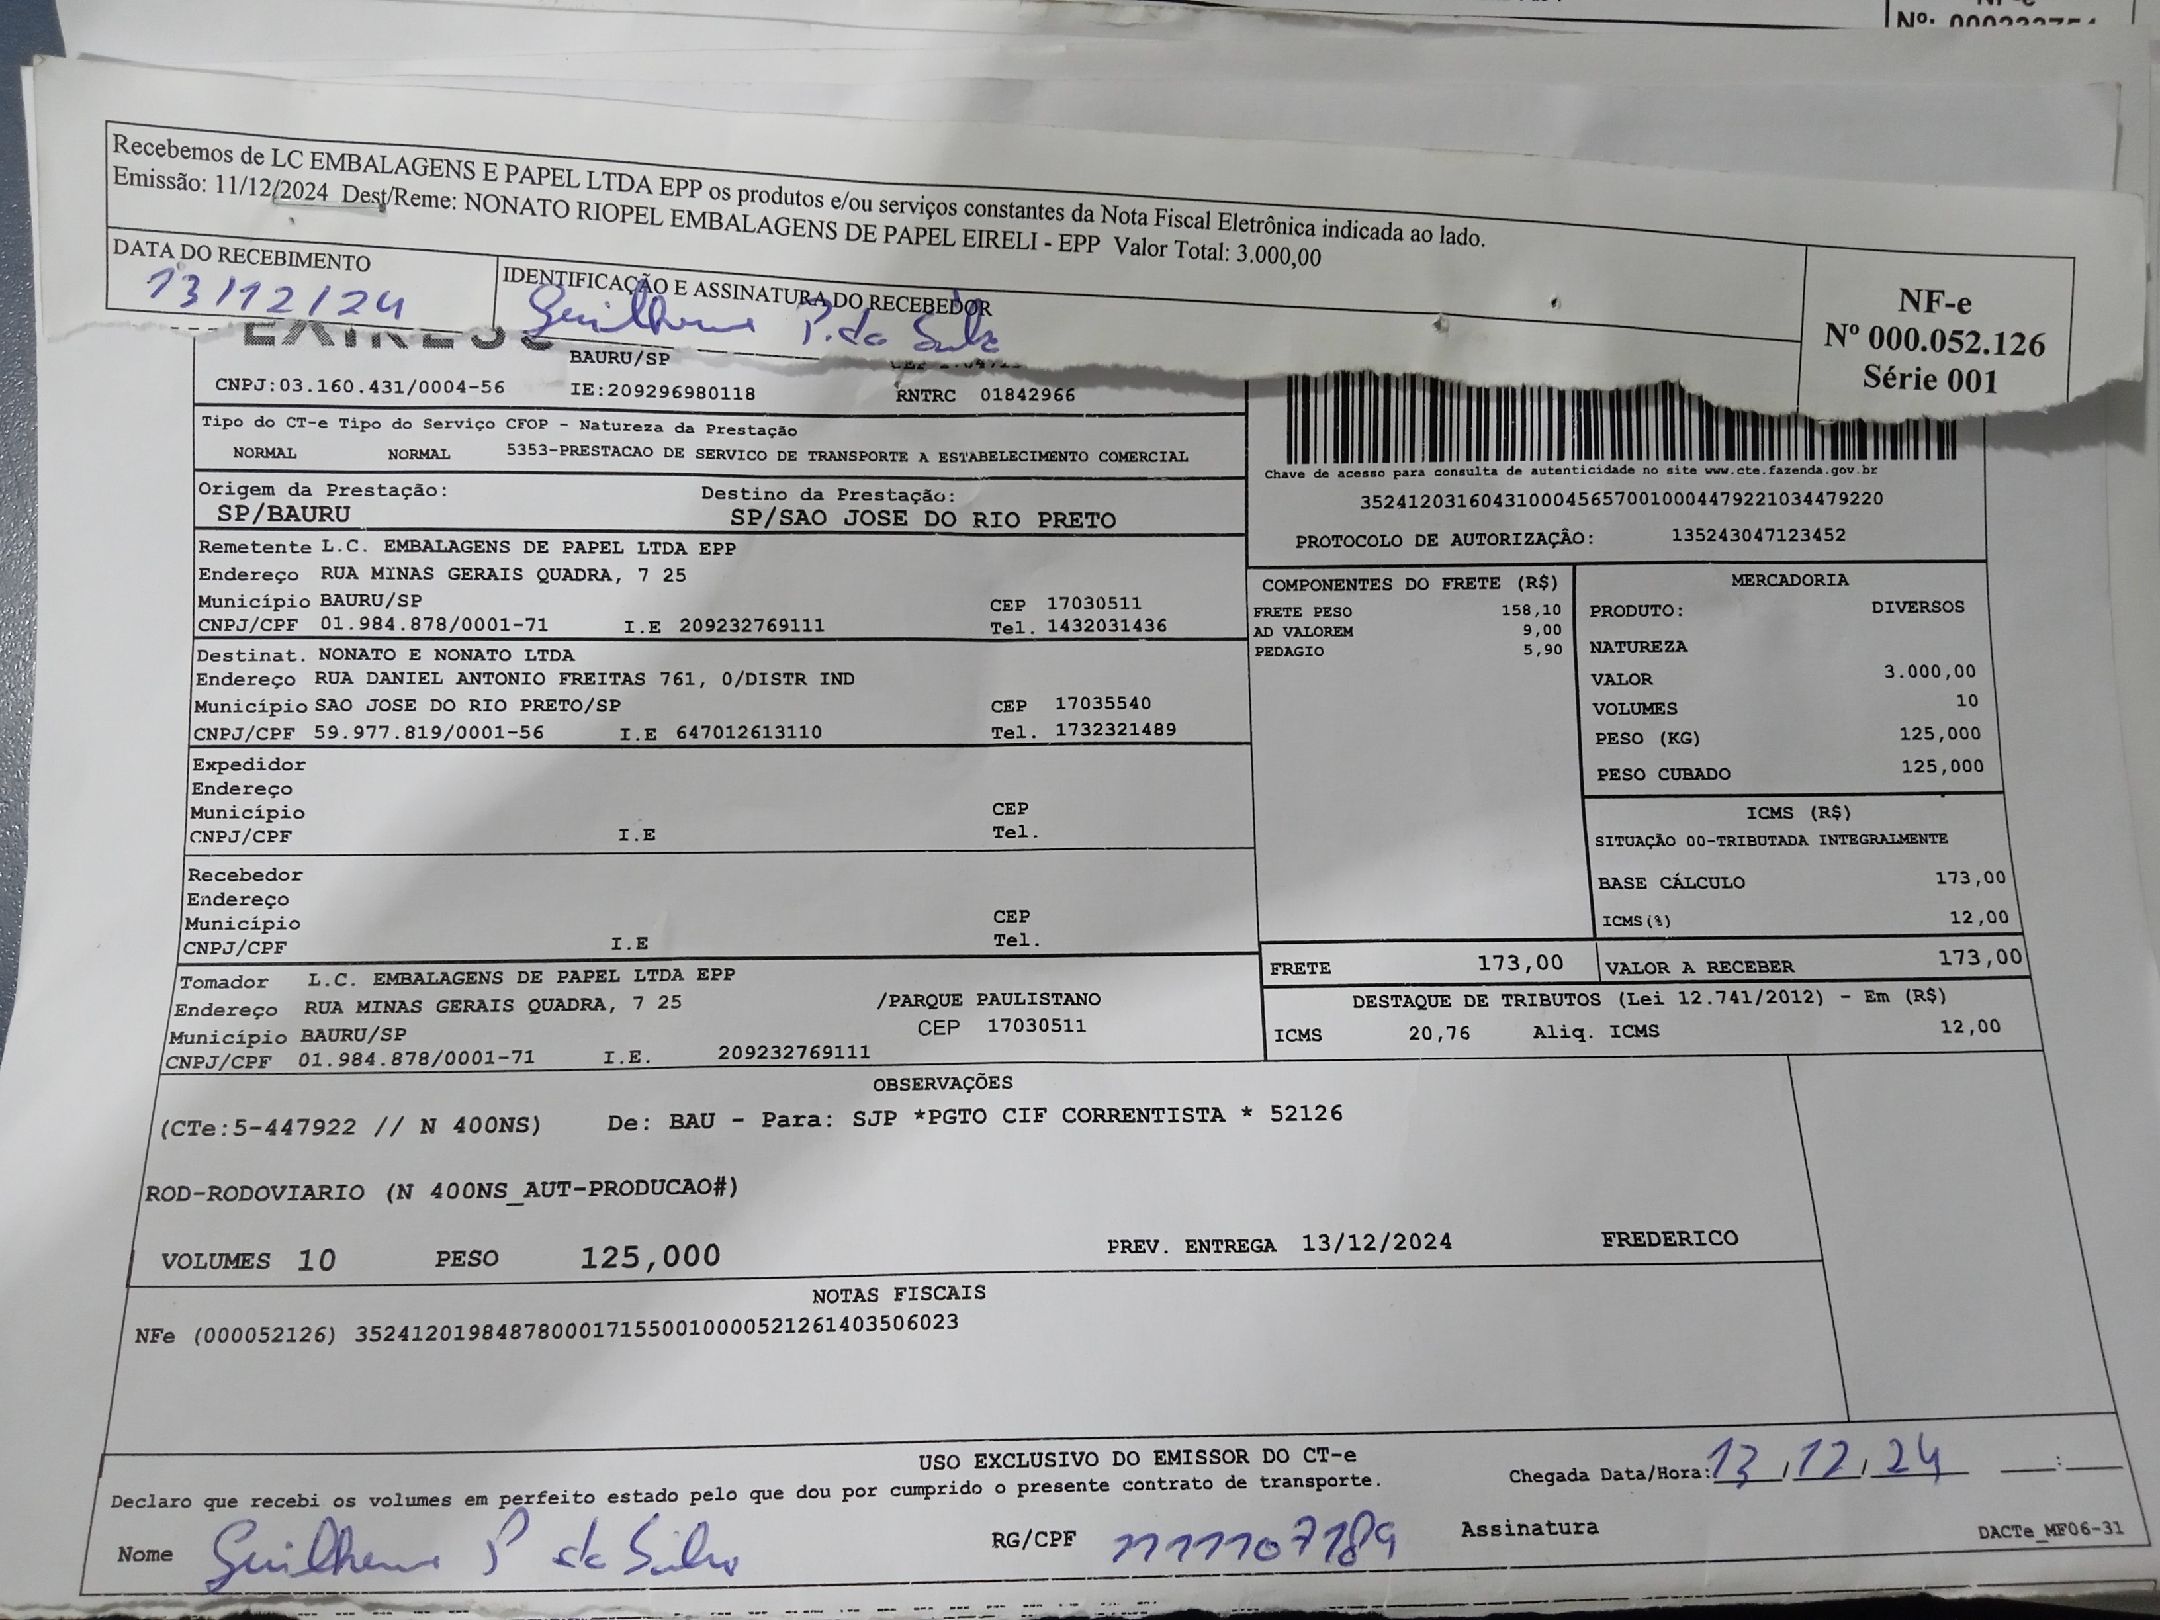 NF-e
Recebemos de LC EMBALAGENS E PAPEL LTDA EPP os produtos e/ou serviços constantes da Nota Fiscal Eletrônica indicada ao lado.
Emissão: 11/12/2024 Dest/Reme: NONATO RIOPEL EMBALAGENS DE PAPEL EIRELI - EPP Valor Total: 3.000,00
DATA DO RECEBIMENTO
13/12/24
IDENTIFICAÇÃO E ASSINATURA DO RECEBEDOR
Guilherme P. da Silva
NF-e
Nº 000.052.126
Série 001
BAURU/SP
CNPJ:03.160.431/0004-56 IE:209296980118 RNTRC 01842966
Tipo do CT-e Tipo do Serviço CFOP - Natureza da Prestação
NORMAL NORMAL 5353-PRESTACAO DE SERVICO DE TRANSPORTE A ESTABELECIMENTO COMERCIAL
Chave de acesso para consulta de autenticidade no site www.cte.fazenda.gov.br
35241203160431000456570010004479221034479220
PROTOCOLO DE AUTORIZAÇÃO: 135243047123452
Origem da Prestação: Destino da Prestação:
SP/BAURU SP/SAO JOSE DO RIO PRETO
Remetente L.C. EMBALAGENS DE PAPEL LTDA EPP
Endereço RUA MINAS GERAIS QUADRA, 7 25
Município BAURU/SP CEP 17030511
CNPJ/CPF 01.984.878/0001-71 I.E 209232769111 Tel. 1432031436
Destinat. NONATO E NONATO LTDA
Endereço RUA DANIEL ANTONIO FREITAS 761, 0/DISTR IND
Município SAO JOSE DO RIO PRETO/SP CEP 17035540
CNPJ/CPF 59.977.819/0001-56 I.E 647012613110 Tel. 1732321489
Expedidor
Endereço
Município CEP
CNPJ/CPF I.E Tel.
Recebedor
Endereço
Município CEP
CNPJ/CPF I.E Tel.
Tomador L.C. EMBALAGENS DE PAPEL LTDA EPP
Endereço RUA MINAS GERAIS QUADRA, 7 25 /PARQUE PAULISTANO
Município BAURU/SP CEP 17030511
CNPJ/CPF 01.984.878/0001-71 I.E. 209232769111
COMPONENTES DO FRETE (R$)
FRETE PESO 158,10
AD VALOREM 9,00
PEDAGIO 5,90
MERCADORIA
PRODUTO: DIVERSOS
NATUREZA
VALOR 3.000,00
VOLUMES 10
PESO (KG) 125,000
PESO CUBADO 125,000
ICMS (R$)
SITUAÇÃO 00-TRIBUTADA INTEGRALMENTE
BASE CÁLCULO 173,00
ICMS(%) 12,00
FRETE 173,00 VALOR A RECEBER 173,00
DESTAQUE DE TRIBUTOS (Lei 12.741/2012) - Em (R$)
ICMS 20,76 Aliq. ICMS 12,00
OBSERVAÇÕES
(CTe:5-447922 // N 400NS) De: BAU - Para: SJP *PGTO CIF CORRENTISTA * 52126
ROD-RODOVIARIO (N 400NS_AUT-PRODUCAO#)
VOLUMES 10 PESO 125,000 PREV. ENTREGA 13/12/2024 FREDERICO
NOTAS FISCAIS
NFe (000052126) 35241201984878000171550010000521261403506023
USO EXCLUSIVO DO EMISSOR DO CT-e
Declaro que recebi os volumes em perfeito estado pelo que dou por cumprido o presente contrato de transporte.
Chegada Data/Hora: 13/12/24 __:__
Nome Guilherme P da Silva RG/CPF Assinatura
DACTe_MF06-31